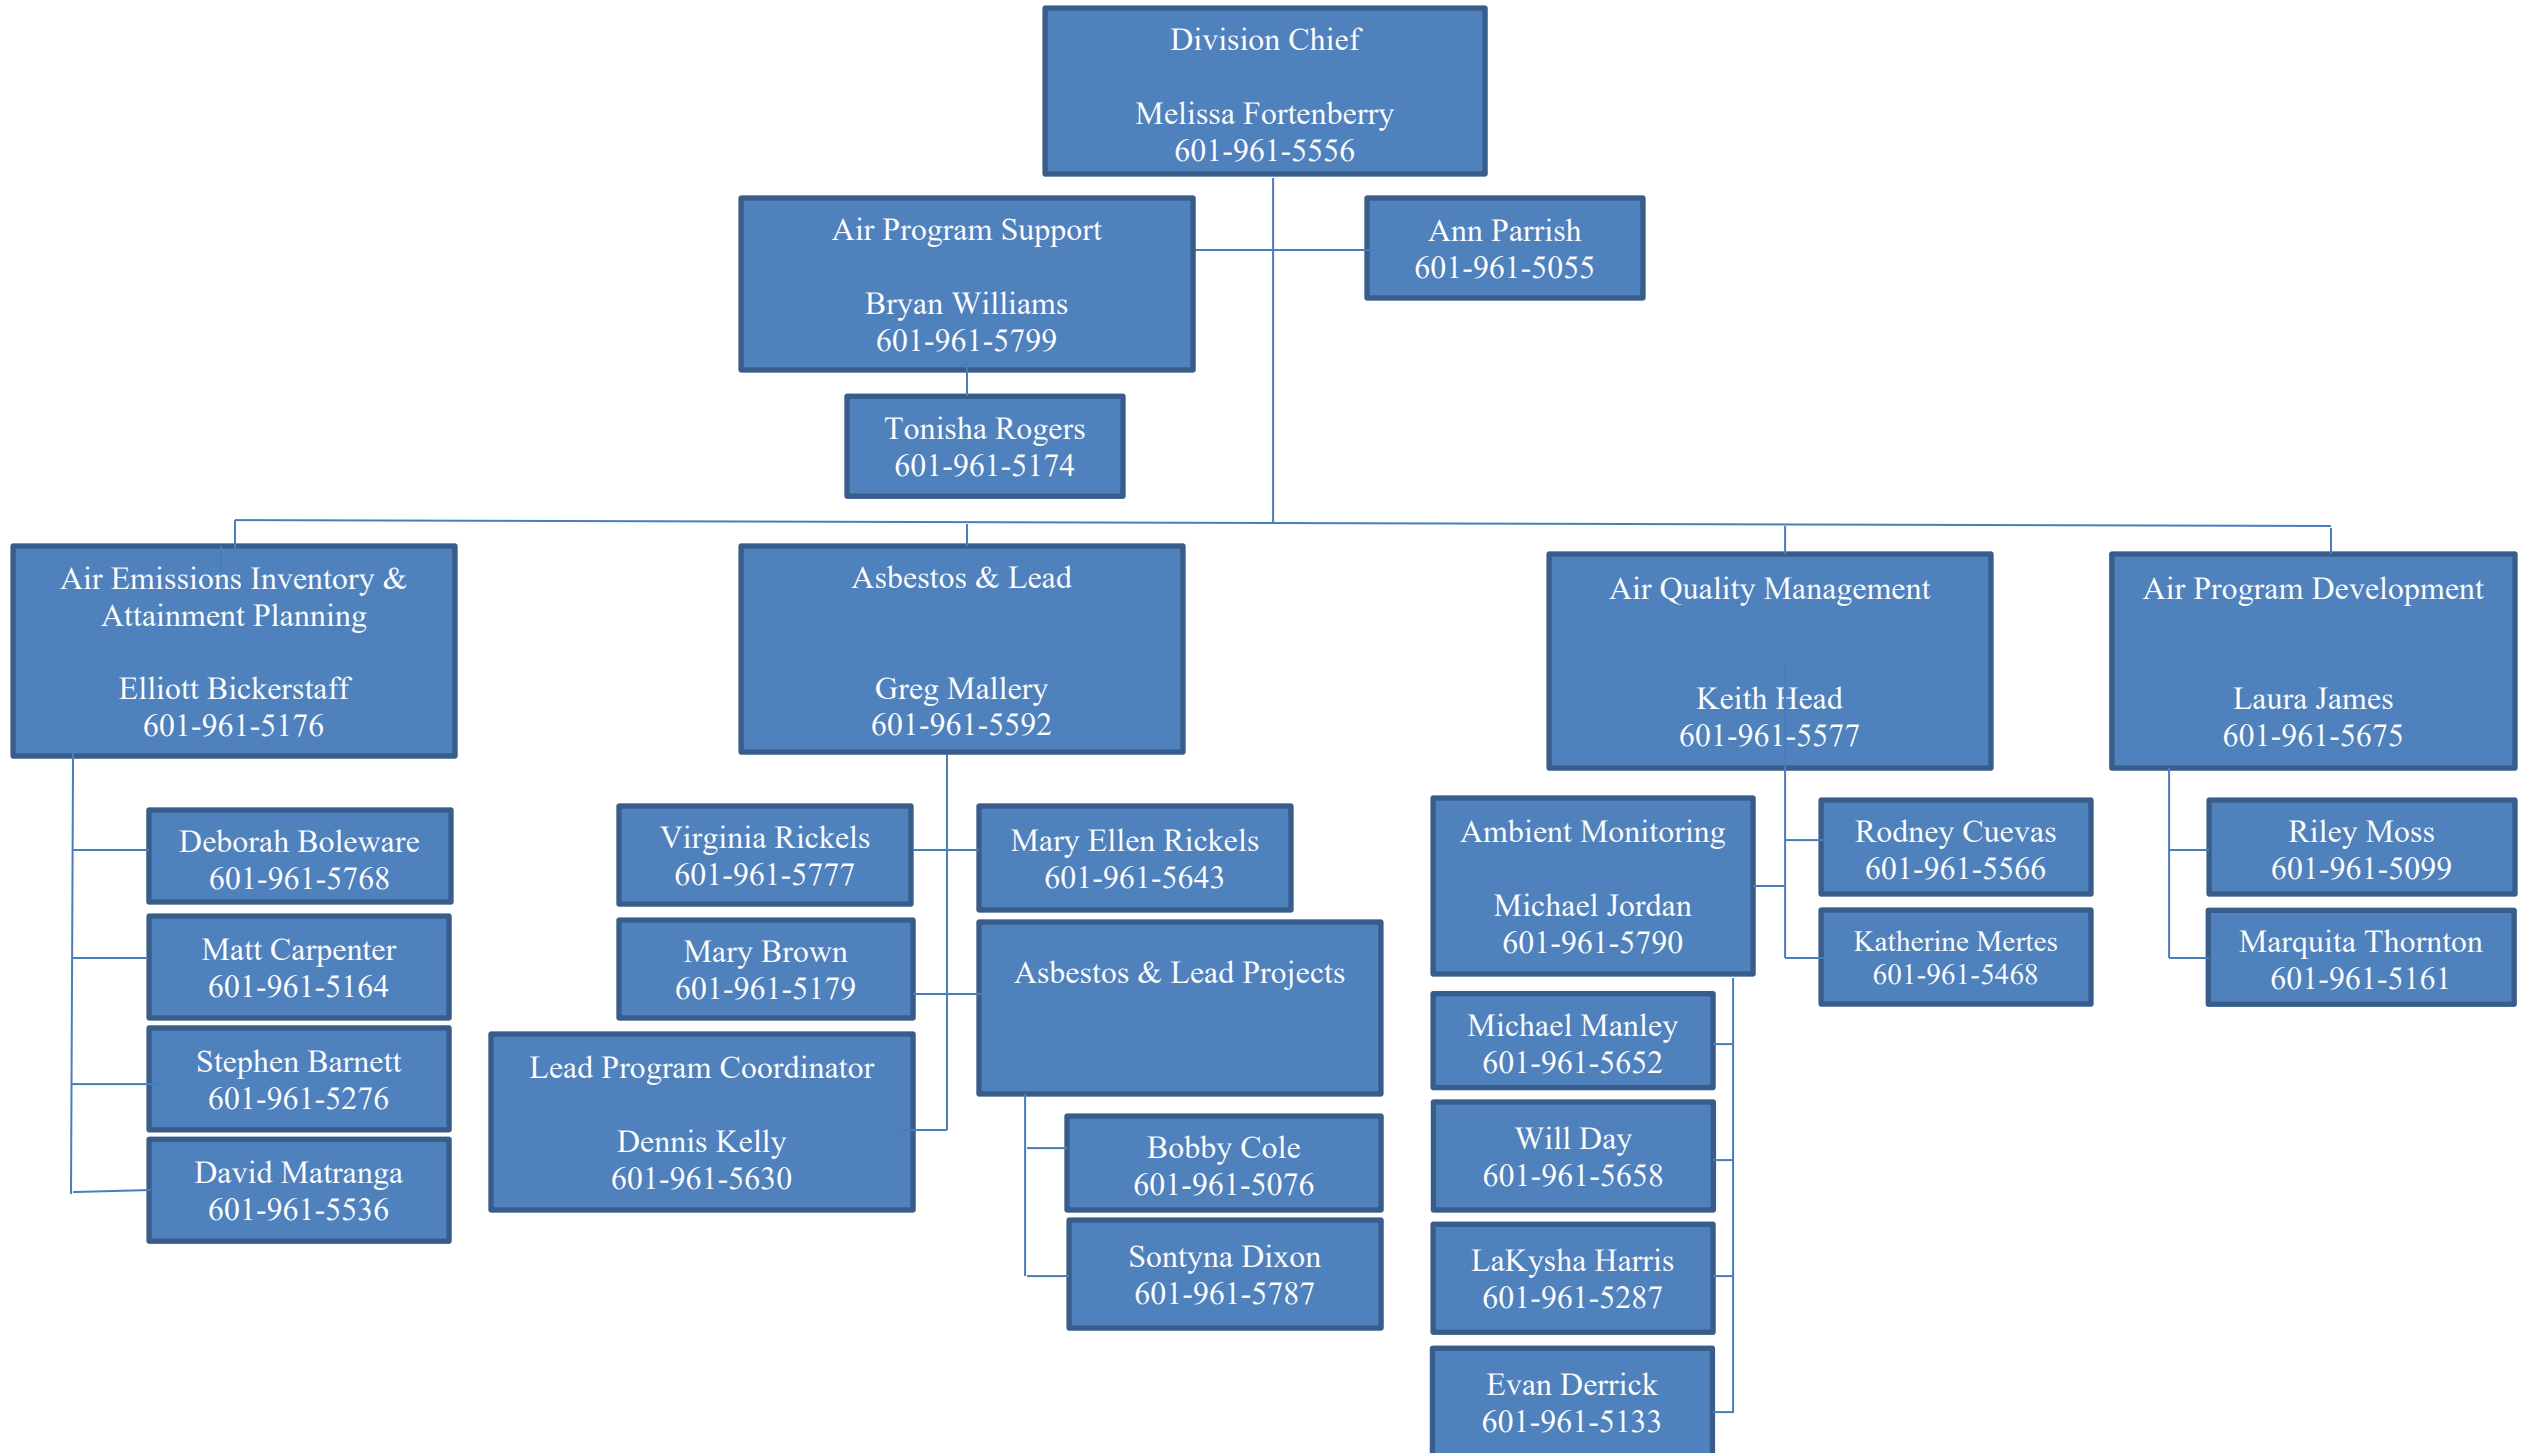 Division Chief
Melissa Fortenberry
601-961-5556
Air Program Support
Bryan Williams
601-961-5799
Ann Parrish
601-961-5055
Tonisha Rogers
601-961-5174
Air Emissions Inventory &
Attainment Planning
Elliott Bickerstaff
601-961-5176
Deborah Boleware
601-961-5768
Matt Carpenter
601-961-5164
Stephen Barnett
601-961-5276
David Matranga
601-961-5536
Asbestos & Lead
Greg Mallery
601-961-5592
Virginia Rickels
601-961-5777
Mary Ellen Rickels
601-961-5643
Mary Brown
601-961-5179
Asbestos & Lead Projects
Lead Program Coordinator
Dennis Kelly
601-961-5630
Bobby Cole
601-961-5076
Sontyna Dixon
601-961-5787
Air Quality Management
Keith Head
601-961-5577
Ambient Monitoring
Michael Jordan
601-961-5790
Rodney Cuevas
601-961-5566
Katherine Mertes
601-961-5468
Michael Manley
601-961-5652
Will Day
601-961-5658
LaKysha Harris
601-961-5287
Evan Derrick
601-961-5133
Air Program Development
Laura James
601-961-5675
Riley Moss
601-961-5099
Marquita Thornton
601-961-5161